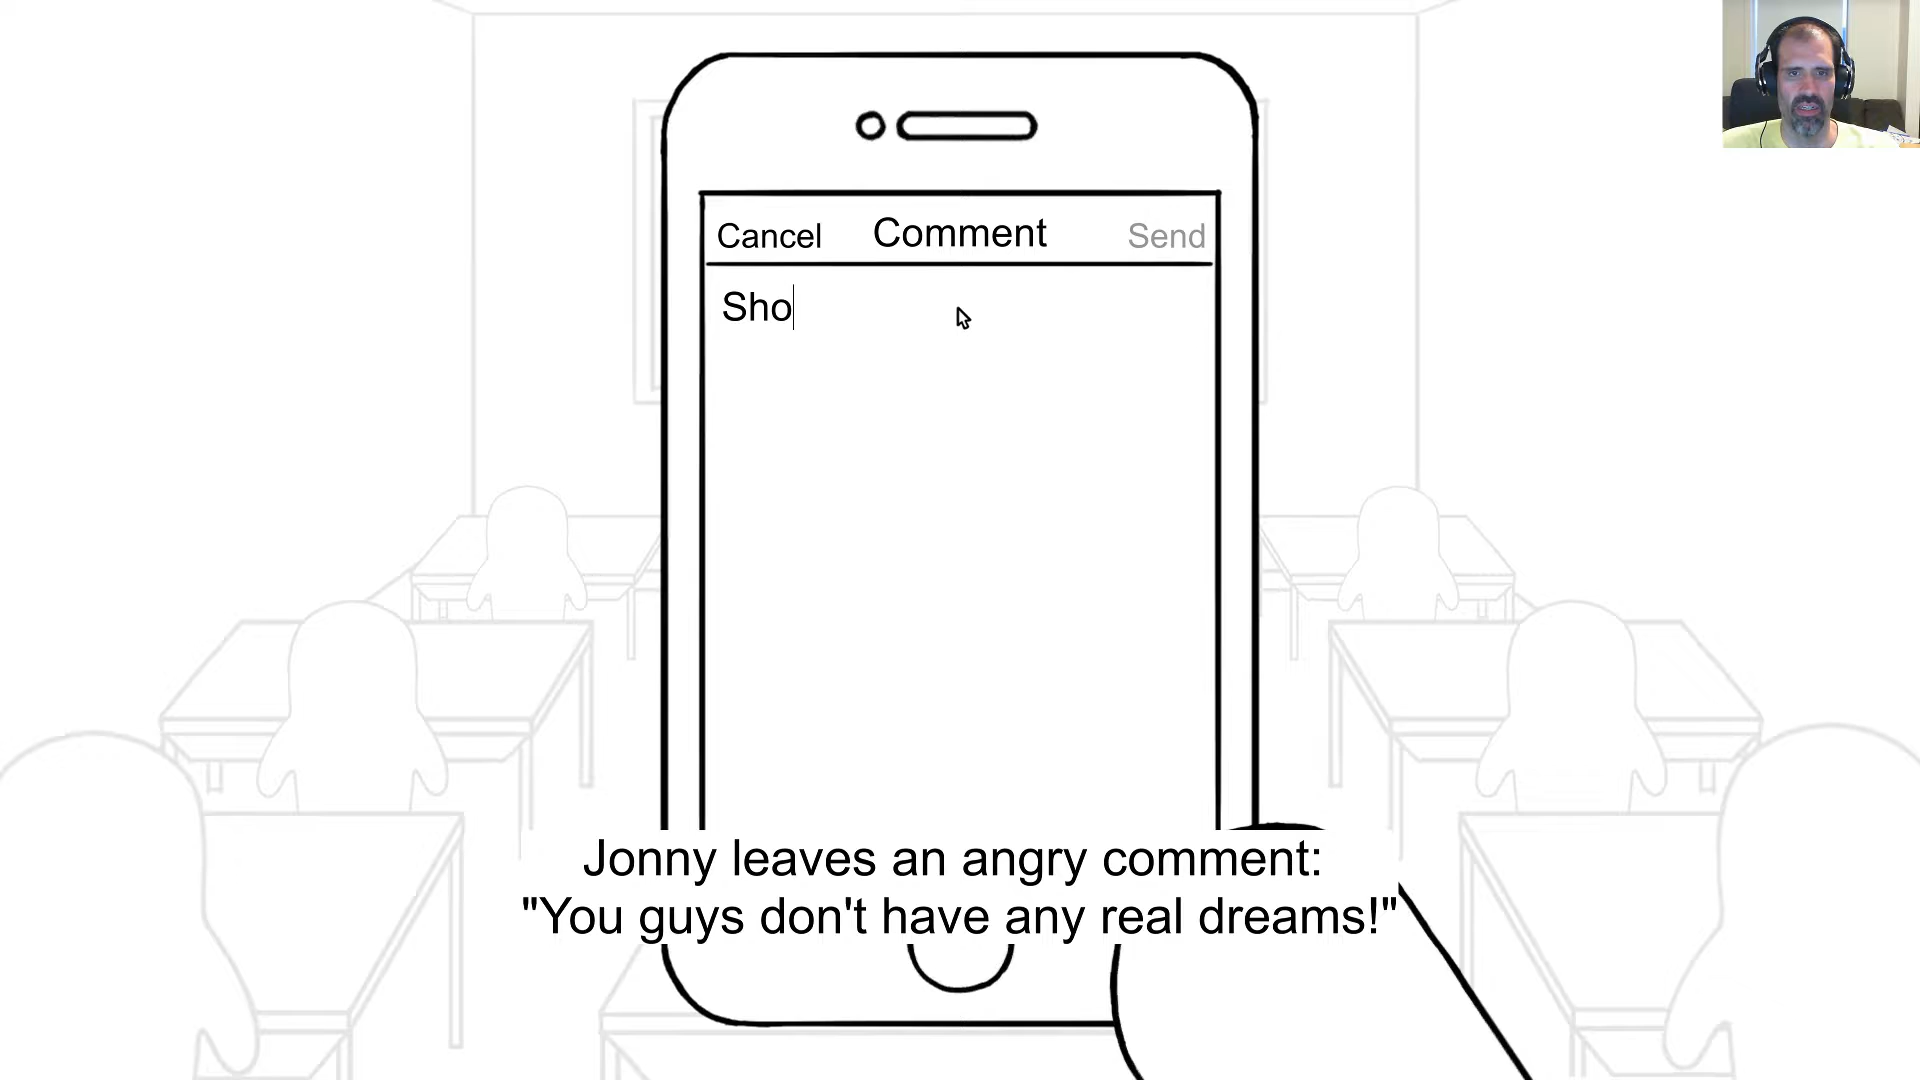 Cancel Comment Send
Sho
Jonny leaves an angry comment:
"You guys don't have any real dreams!"